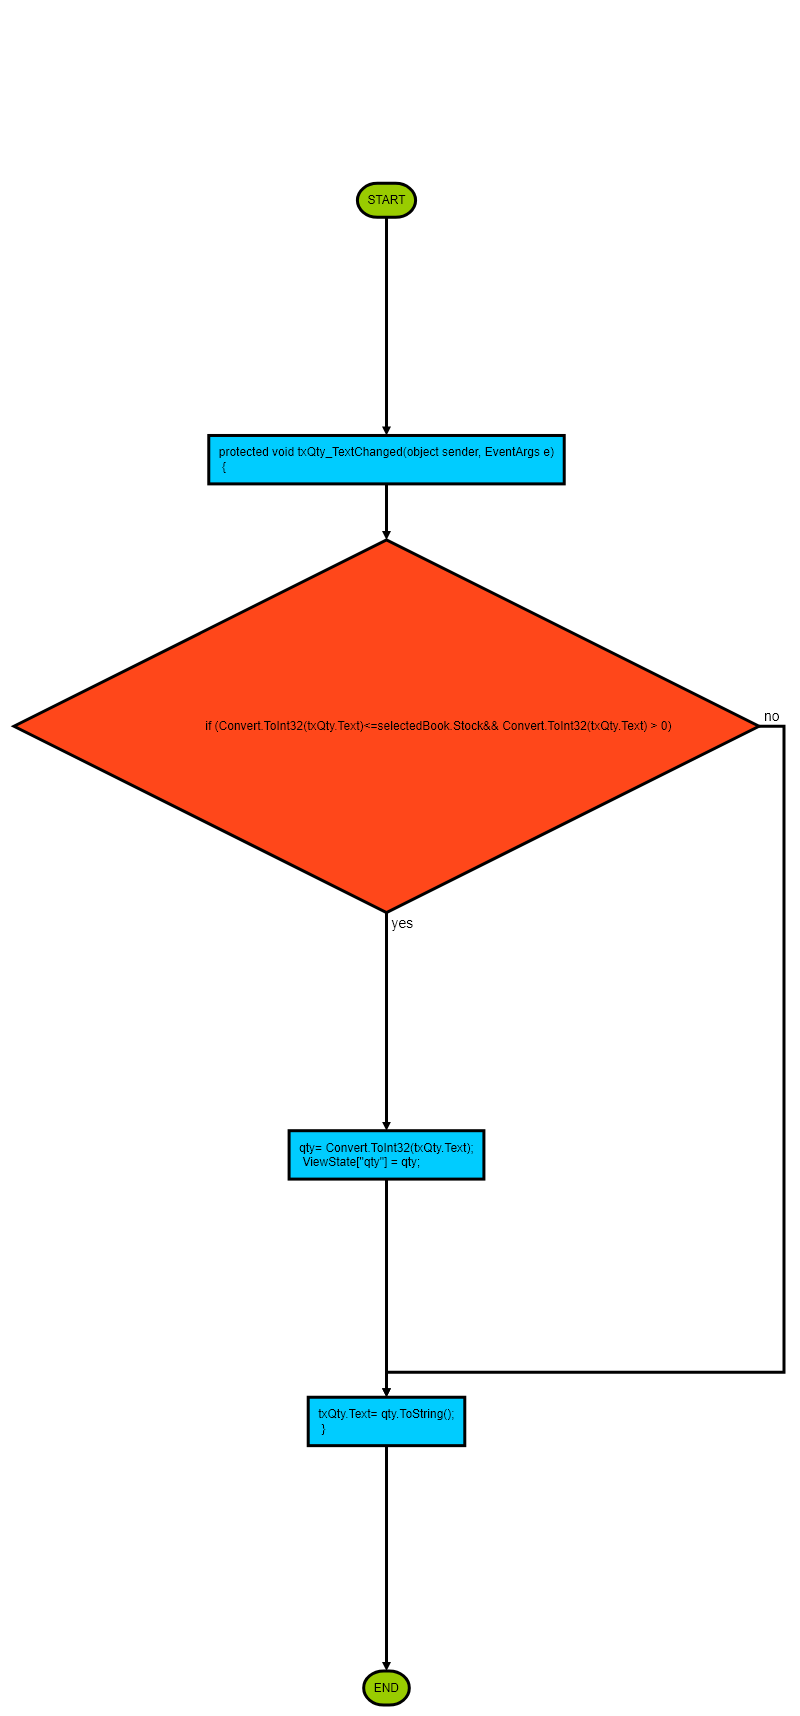 START
protected void txQty_TextChanged(object sender, EventArgs e)
{
if (Convert.ToInt32(txQty.Text)<=selectedBook.Stock&& Convert.ToInt32(txQty.Text) > 0)
no
yes
qty= Convert.ToInt32(txQty.Text);
ViewState["qty"] = qty;
txQty.Text= qty.ToString();
}
END